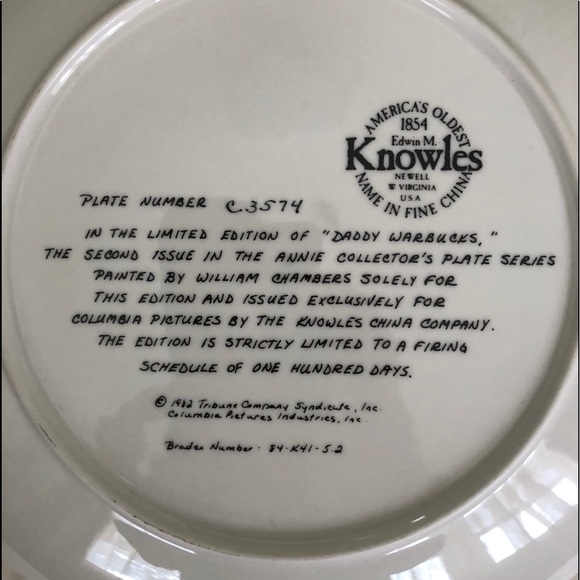 AMERICA'S OLDEST
1854
Edwin M.
Knowles
NEWELL
W VIRGINIA
U.S.A
NAME IN FINE CHINA
PLATE NUMBER C3574
IN THE LIMITED EDITION OF "DADDY WARBUCKS,"
THE SECOND ISSUE IN THE ANNIE COLLECTOR'S PLATE SERIES
PAINTED BY WILLIAM CHAMBERS SOLELY FOR
THIS EDITION AND ISSUED EXCLUSIVELY FOR
COLUMBIA PICTURES BY THE KNOWLES CHINA COMPANY.
THE EDITION IS STRICTLY LIMITED TO A FIRING
SCHEDULE OF ONE HUNDRED DAYS.
© 1982 Tribune Company Syndicate, Inc.
Columbia Pictures Industries, Inc.
Bradex Number: 84-K41-5.2